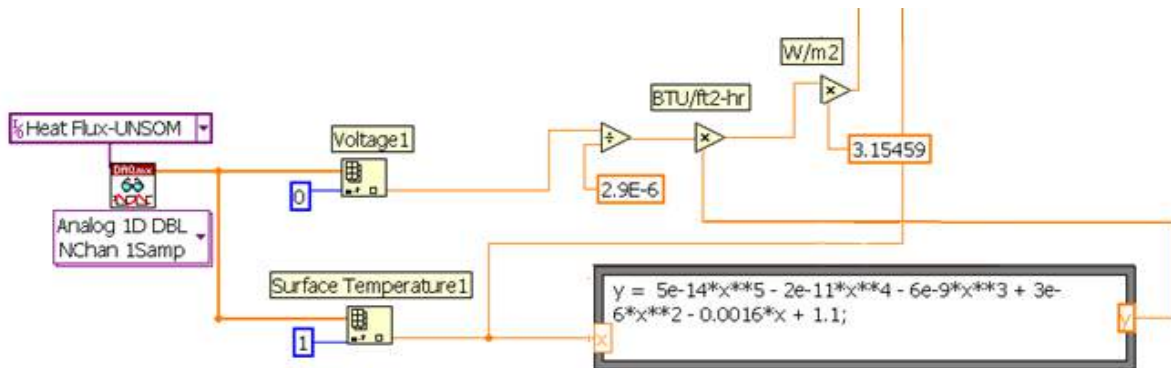 W/m2
BTU/ft2-hr
Heat Flux-UNSOM
Voltage1
÷
×
×
3.15459
DAQmx
0
2.9E-6
Analog 1D DBL
NChan 1Samp
Surface Temperature1
y = 5e-14*x**5 - 2e-11*x**4 - 6e-9*x**3 + 3e-
6*x**2 - 0.0016*x + 1.1;
1
x
y